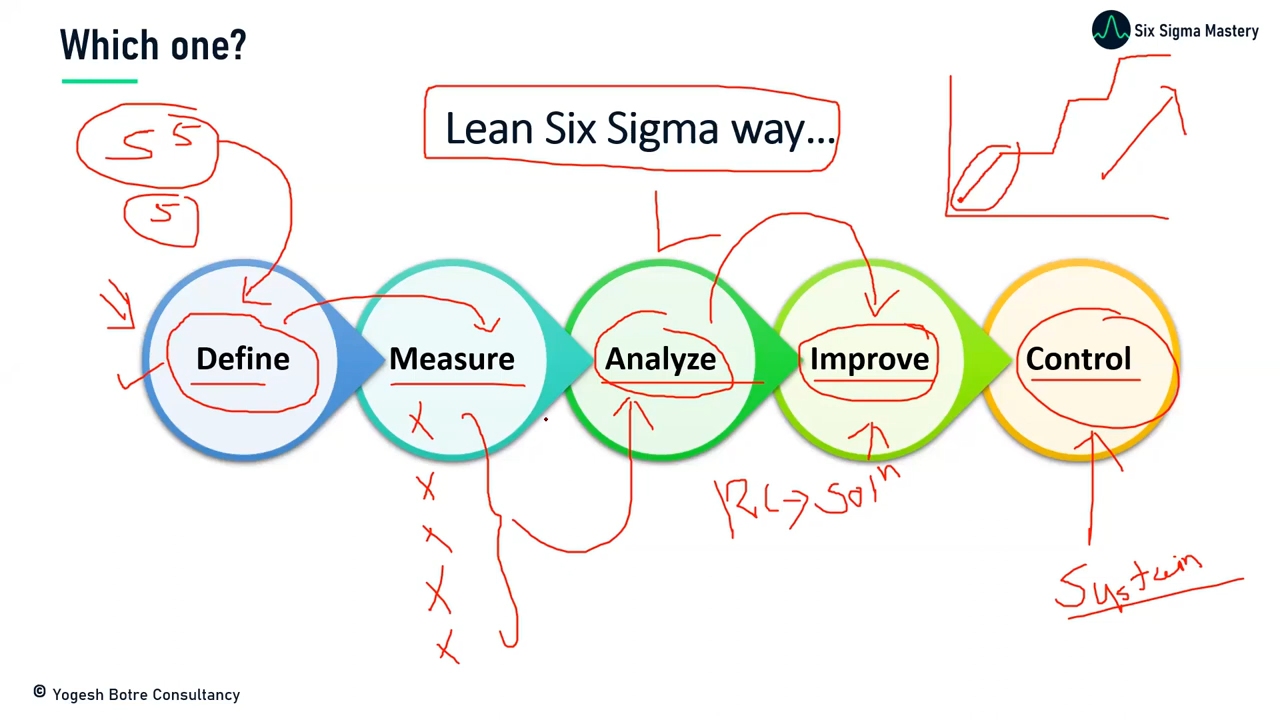 Which one?
Six Sigma Mastery
Lean Six Sigma way...
Define
Measure
Analyze
Improve
Control
X
X
X
X
X
RC → Soln
© Yogesh Botre Consultancy